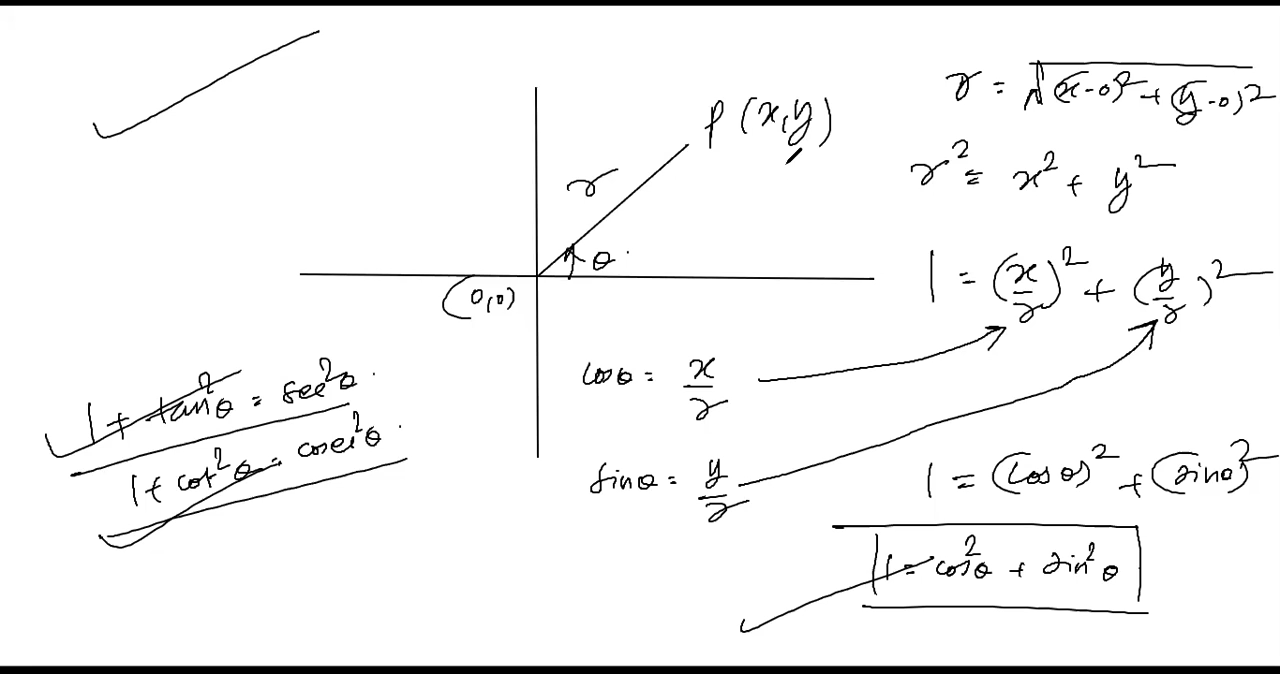 r = √(x-0)² + (y-0)²
P (x,y)
r² = x² + y²
r
θ
1 = (x/r)² + (y/r)²
(0,0)
cosθ = x/r
1 + tan²θ = sec²θ
1 + cot²θ = cosec²θ
sinθ = y/r
1 = (cosθ)² + (sinθ)²
1 = cos²θ + sin²θ